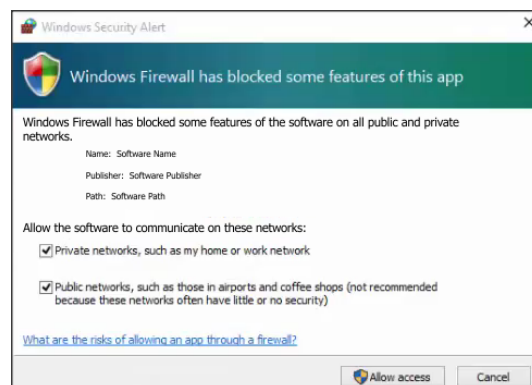 Windows Security Alert
Windows Firewall has blocked some features of this app
Windows Firewall has blocked some features of the software on all public and private
networks.
Name: Software Name
Publisher: Software Publisher
Path: Software Path
Allow the software to communicate on these networks:
Private networks, such as my home or work network
Public networks, such as those in airports and coffee shops (not recommended
because these networks often have little or no security)
What are the risks of allowing an app through a firewall?
Allow access
Cancel